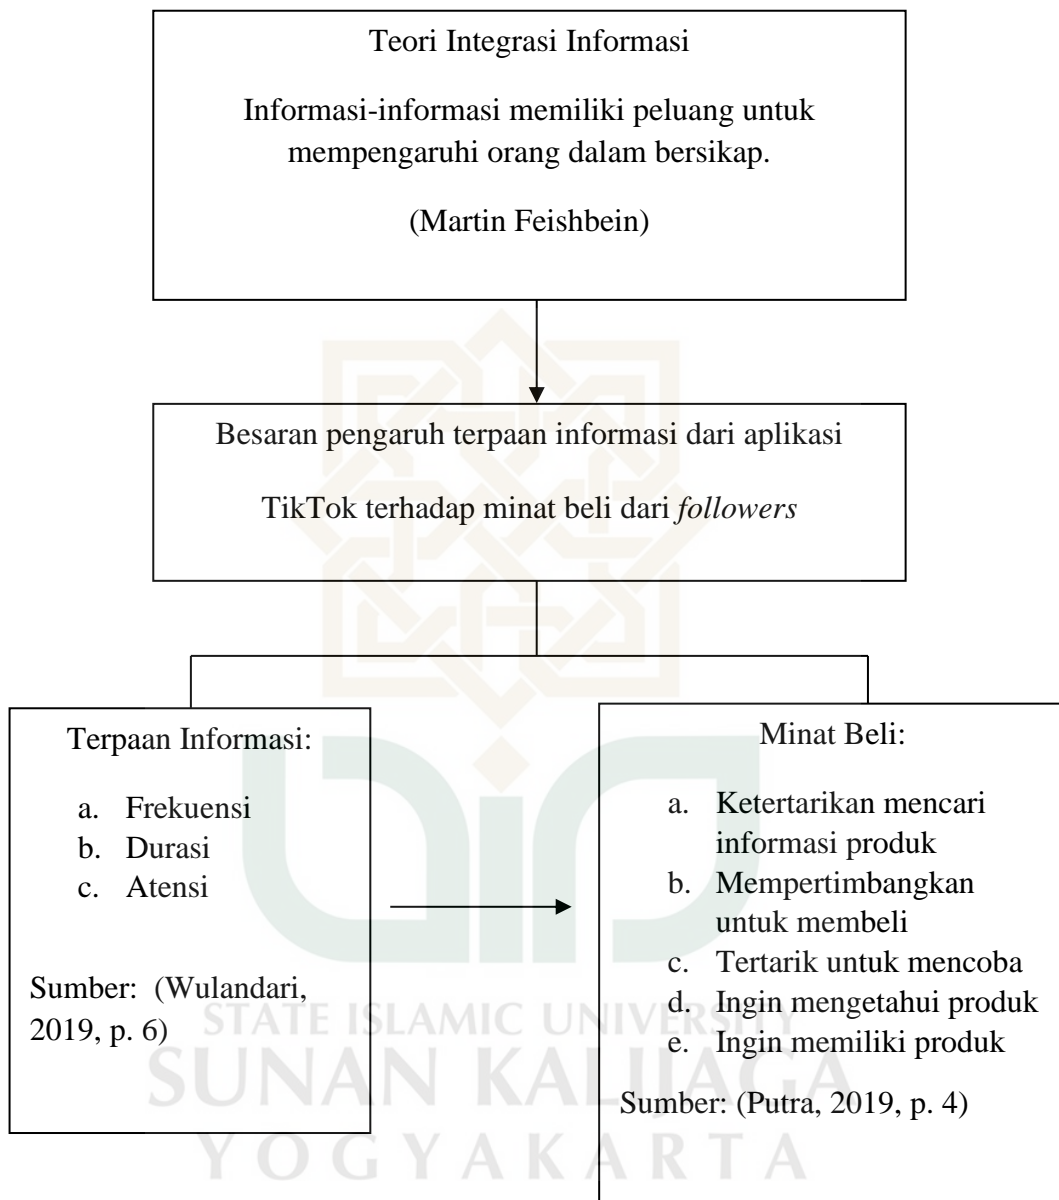 Teori Integrasi Informasi
Informasi-informasi memiliki peluang untuk
mempengaruhi orang dalam bersikap.
(Martin Feishbein)
Besaran pengaruh terpaan informasi dari aplikasi
TikTok terhadap minat beli dari followers
Terpaan Informasi:
a. Frekuensi
b. Durasi
c. Atensi
Sumber: (Wulandari,
2019, p. 6)
Minat Beli:
a. Ketertarikan mencari
informasi produk
b. Mempertimbangkan
untuk membeli
c. Tertarik untuk mencoba
d. Ingin mengetahui produk
e. Ingin memiliki produk
Sumber: (Putra, 2019, p. 4)
STATE ISLAMIC UNIVERSITY
SUNAN KALIJAGA
YOGYAKARTA